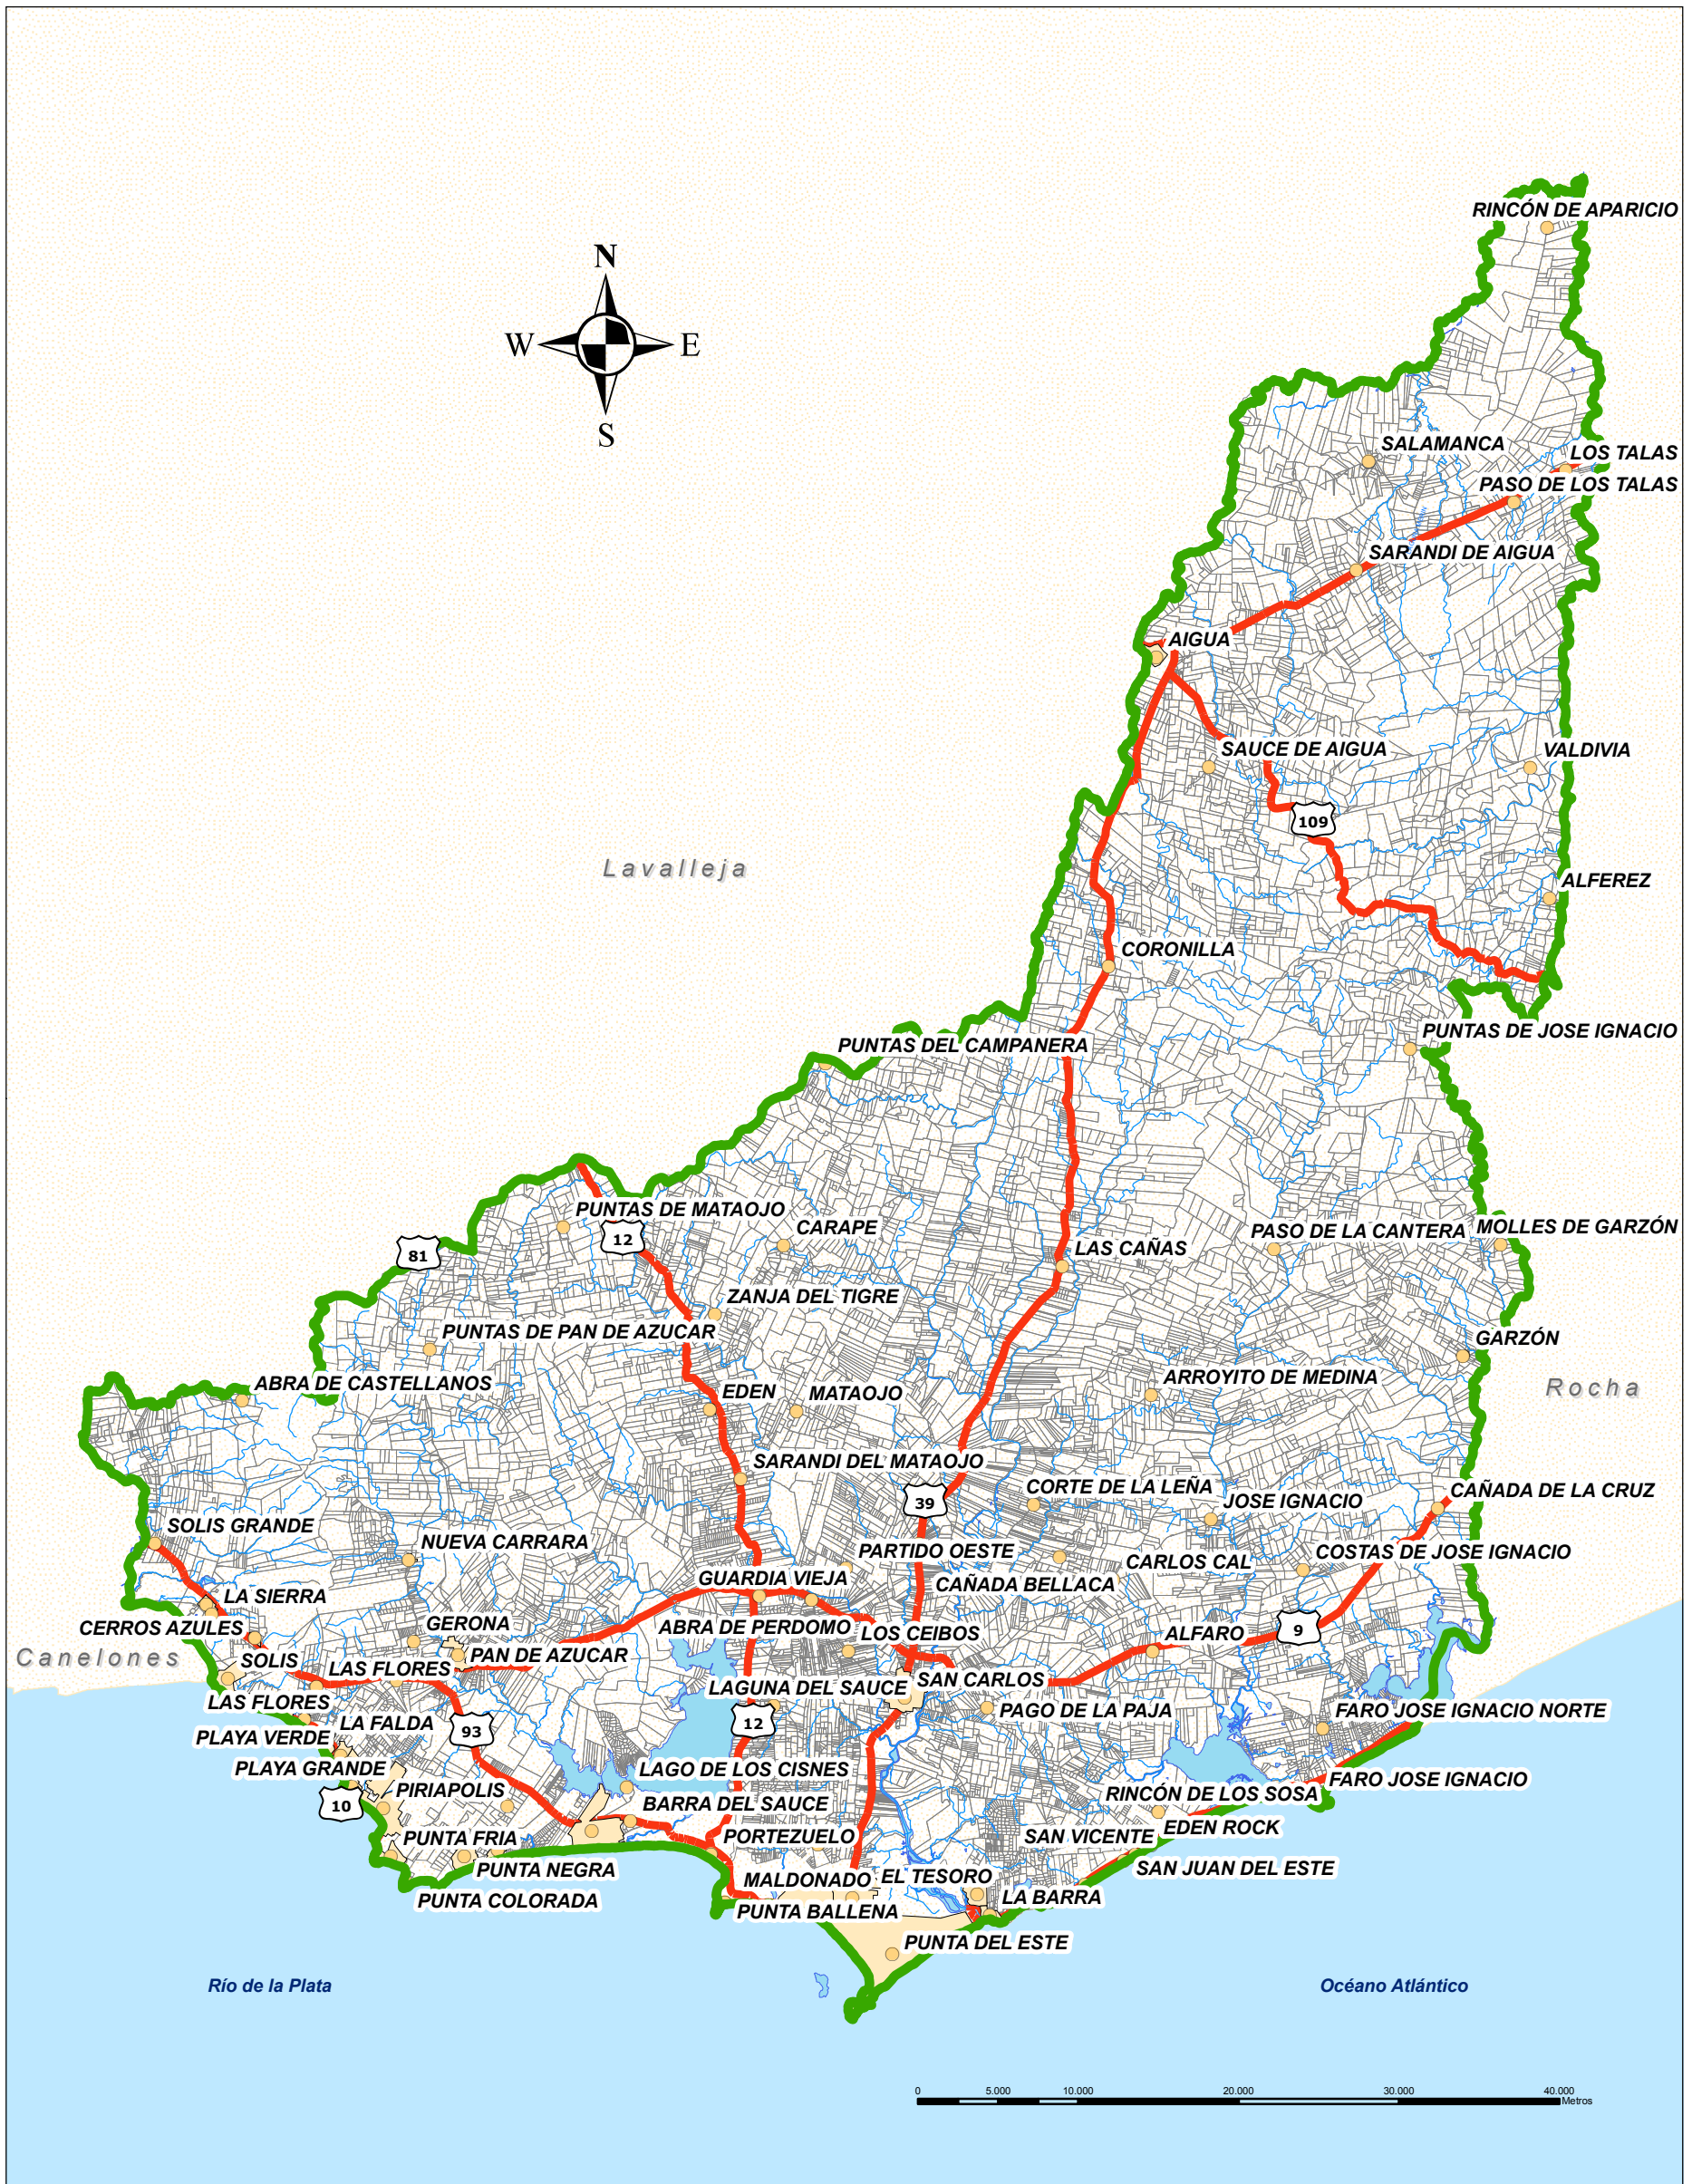 RINCÓN DE APARICIO
N
W
E
S
SALAMANCA
LOS TALAS
PASO DE LOS TALAS
SARANDI DE AIGUA
AIGUA
SAUCE DE AIGUA
VALDIVIA
109
Lavalleja
ALFEREZ
CORONILLA
PUNTAS DE JOSE IGNACIO
PUNTAS DEL CAMPANERA
PUNTAS DE MATAOJO
CARAPE
PASO DE LA CANTERA
MOLLES DE GARZÓN
12
81
LAS CAÑAS
ZANJA DEL TIGRE
PUNTAS DE PAN DE AZUCAR
GARZÓN
ABRA DE CASTELLANOS
EDEN
MATAOJO
ARROYITO DE MEDINA
Rocha
SARANDI DEL MATAOJO
CORTE DE LA LEÑA
CAÑADA DE LA CRUZ
39
JOSE IGNACIO
SOLIS GRANDE
NUEVA CARRARA
PARTIDO OESTE
CARLOS CAL
COSTAS DE JOSE IGNACIO
GUARDIA VIEJA
CAÑADA BELLACA
LA SIERRA
CERROS AZULES
GERONA
ABRA DE PERDOMO
LOS CEIBOS
ALFARO
9
Canelones
SOLIS
LAS FLORES
PAN DE AZUCAR
LAGUNA DEL SAUCE
SAN CARLOS
LAS FLORES
PAGO DE LA PAJA
FARO JOSE IGNACIO NORTE
LA FALDA
93
12
PLAYA VERDE
PLAYA GRANDE
LAGO DE LOS CISNES
FARO JOSE IGNACIO
PIRIAPOLIS
10
BARRA DEL SAUCE
RINCÓN DE LOS SOSA
EDEN ROCK
PUNTA FRIA
PORTEZUELO
SAN VICENTE
PUNTA NEGRA
SAN JUAN DEL ESTE
MALDONADO
EL TESORO
PUNTA COLORADA
LA BARRA
PUNTA BALLENA
PUNTA DEL ESTE
Río de la Plata
Océano Atlántico
0 5.000 10.000 20.000 30.000 40.000
Metros